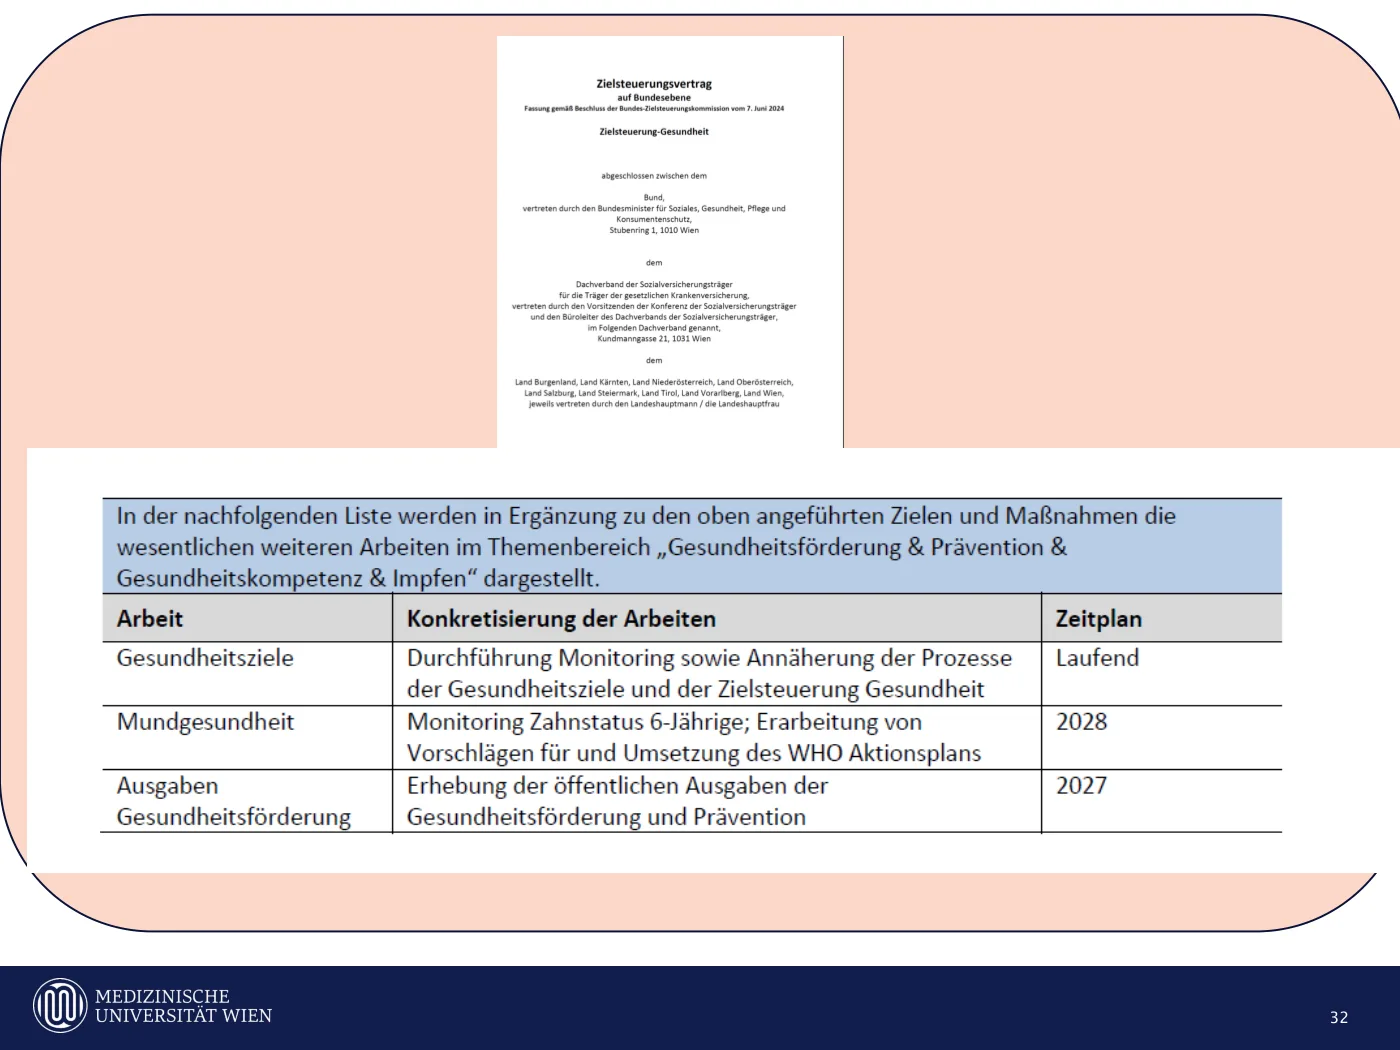 Zielsteuerungsvertrag
auf Bundesebene
Fassung gemäß Beschluss der Bundes-Zielsteuerungskommission vom 7. Juni 2024
Zielsteuerung-Gesundheit
abgeschlossen zwischen dem
Bund,
vertreten durch den Bundesminister für Soziales, Gesundheit, Pflege und
Konsumentenschutz,
Stubenring 1, 1010 Wien
dem
Dachverband der Sozialversicherungsträger
für die Träger der gesetzlichen Krankenversicherung,
vertreten durch den Vorsitzenden der Konferenz der Sozialversicherungsträger
und den Büroleiter des Dachverbands der Sozialversicherungsträger,
im Folgenden Dachverband genannt,
Kundmanngasse 21, 1031 Wien
dem
Land Burgenland, Land Kärnten, Land Niederösterreich, Land Oberösterreich,
Land Salzburg, Land Steiermark, Land Tirol, Land Vorarlberg, Land Wien,
jeweils vertreten durch den Landeshauptmann / die Landeshauptfrau
In der nachfolgenden Liste werden in Ergänzung zu den oben angeführten Zielen und Maßnahmen die
wesentlichen weiteren Arbeiten im Themenbereich „Gesundheitsförderung & Prävention &
Gesundheitskompetenz & Impfen“ dargestellt.
Arbeit Konkretisierung der Arbeiten Zeitplan
Gesundheitsziele Durchführung Monitoring sowie Annäherung der Prozesse Laufend
der Gesundheitsziele und der Zielsteuerung Gesundheit
Mundgesundheit Monitoring Zahnstatus 6-Jährige; Erarbeitung von 2028
Vorschlägen für und Umsetzung des WHO Aktionsplans
Ausgaben Erhebung der öffentlichen Ausgaben der 2027
Gesundheitsförderung Gesundheitsförderung und Prävention
MEDIZINISCHE
UNIVERSITÄT WIEN
32